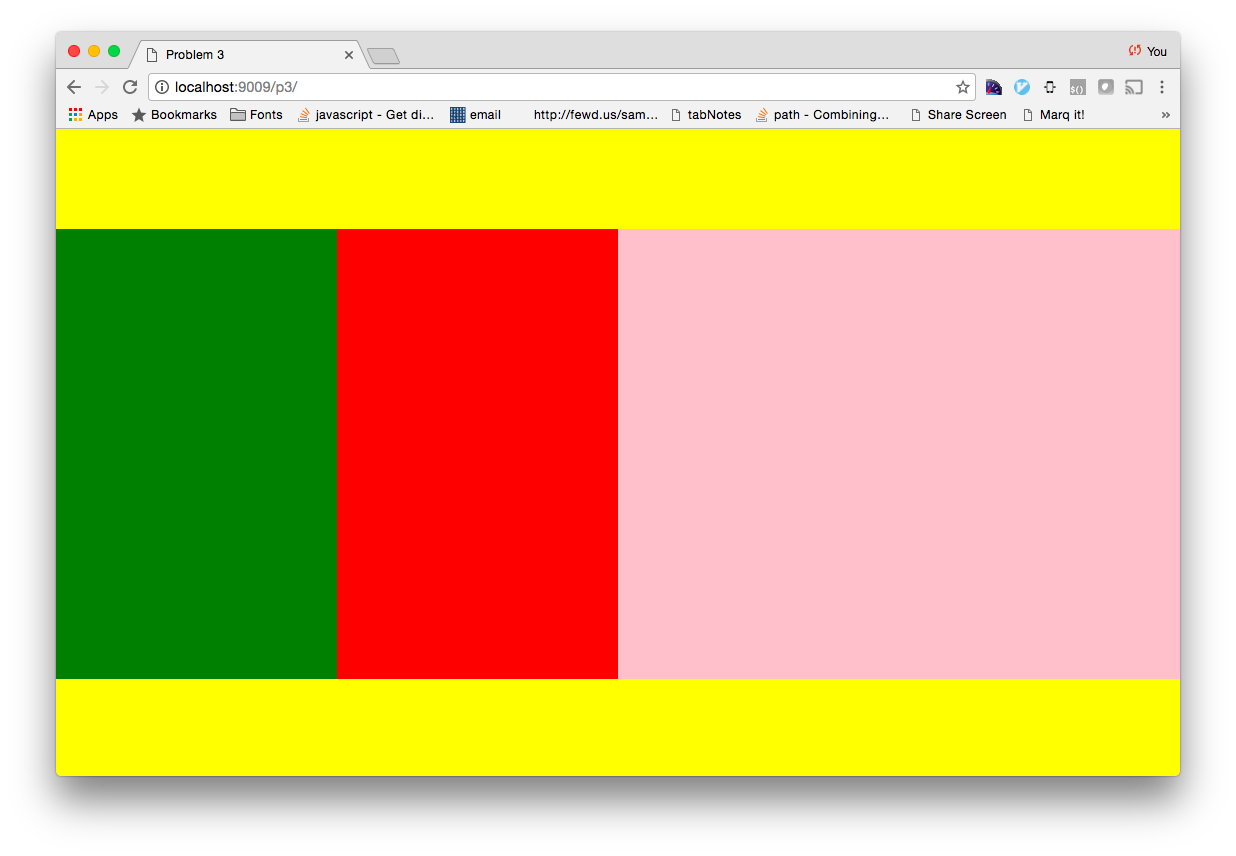 Problem 3
You
localhost:9009/p3/
Apps Bookmarks Fonts javascript - Get di... email http://fewd.us/sam... tabNotes path - Combining... Share Screen Marq it! »
$()